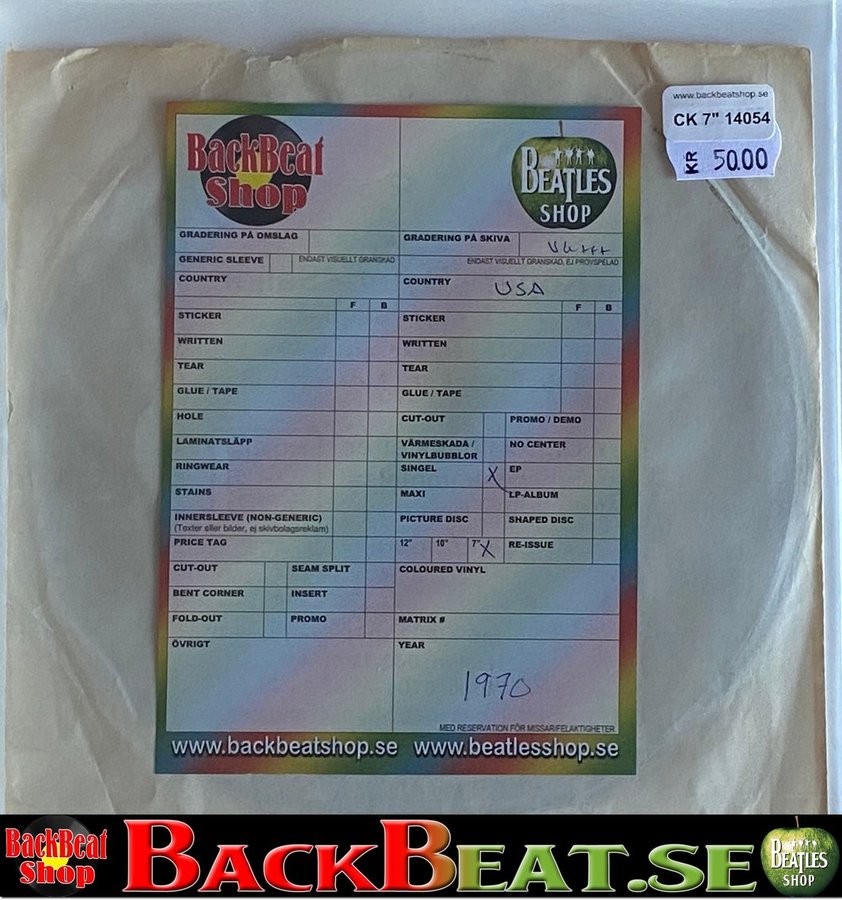 www.backbeatshop.se
CK 7" 14054
KR 50.00
BackBeat
Shop
BEATLES
SHOP
GRADERING PÅ OMSLAG
GRADERING PÅ SKIVA
GENERIC SLEEVE
ENDAST VISUELLT GRANSKAD
ENDAST VISUELLT GRANSKAD, EJ PROVSPELAD
COUNTRY
COUNTRY USA
F B
F B
STICKER
STICKER
WRITTEN
WRITTEN
TEAR
TEAR
GLUE / TAPE
GLUE / TAPE
HOLE
CUT-OUT
PROMO / DEMO
LAMINATSLÄPP
VÄRMESKADA /
VINYLBUBBLOR
NO CENTER
RINGWEAR
SINGEL X
EP
STAINS
MAXI
LP-ALBUM
INNERSLEEVE (NON-GENERIC)
(Texter eller bilder, ej skivbolagsreklam)
PICTURE DISC
SHAPED DISC
PRICE TAG
12" 10" 7" X
RE-ISSUE
CUT-OUT
SEAM SPLIT
COLOURED VINYL
BENT CORNER
INSERT
FOLD-OUT
PROMO
MATRIX #
ÖVRIGT
YEAR
1970
MED RESERVATION FÖR MISSAR/FELAKTIGHETER
www.backbeatshop.se www.beatlesshop.se
BackBeat
Shop
BACKBEAT.SE
BEATLES
SHOP